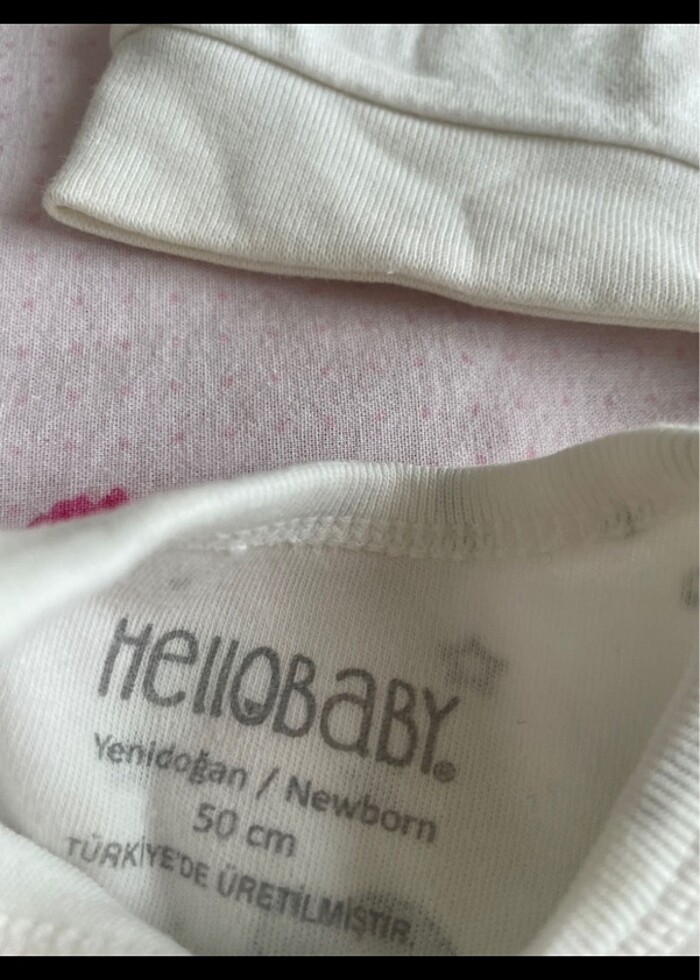 HelloBaby®
Yenidoğan / Newborn
50 cm
TÜRKİYE'DE ÜRETİLMİŞTİR.